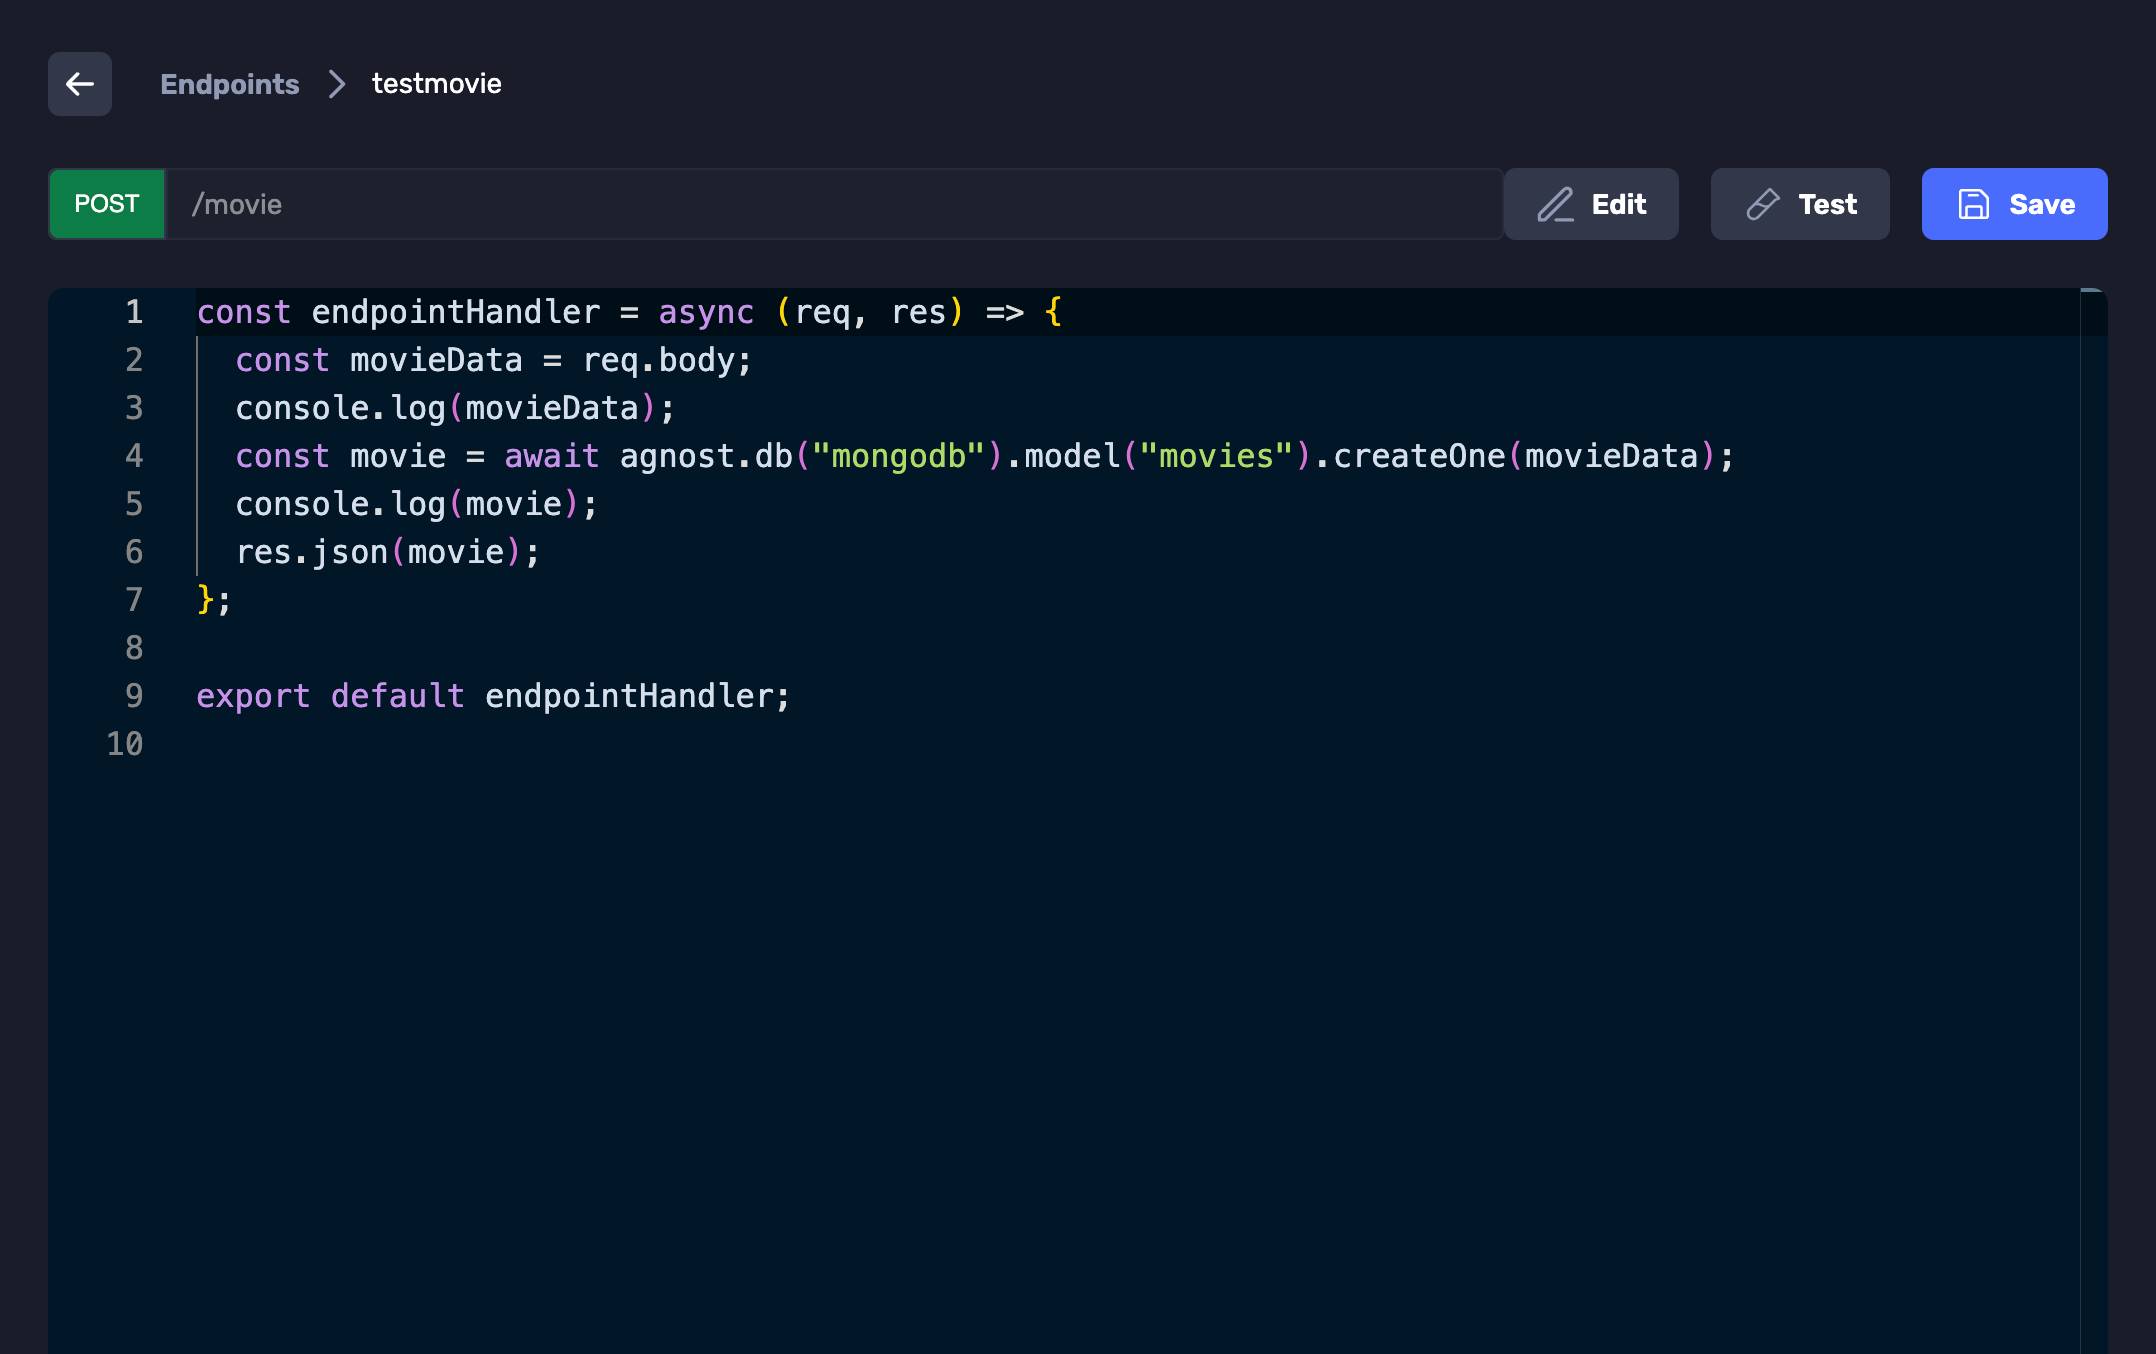 Endpoints > testmovie
POST /movie Edit Test Save
1 const endpointHandler = async (req, res) => {
2   const movieData = req.body;
3   console.log(movieData);
4   const movie = await agnost.db("mongodb").model("movies").createOne(movieData);
5   console.log(movie);
6   res.json(movie);
7 };
8
9 export default endpointHandler;
10